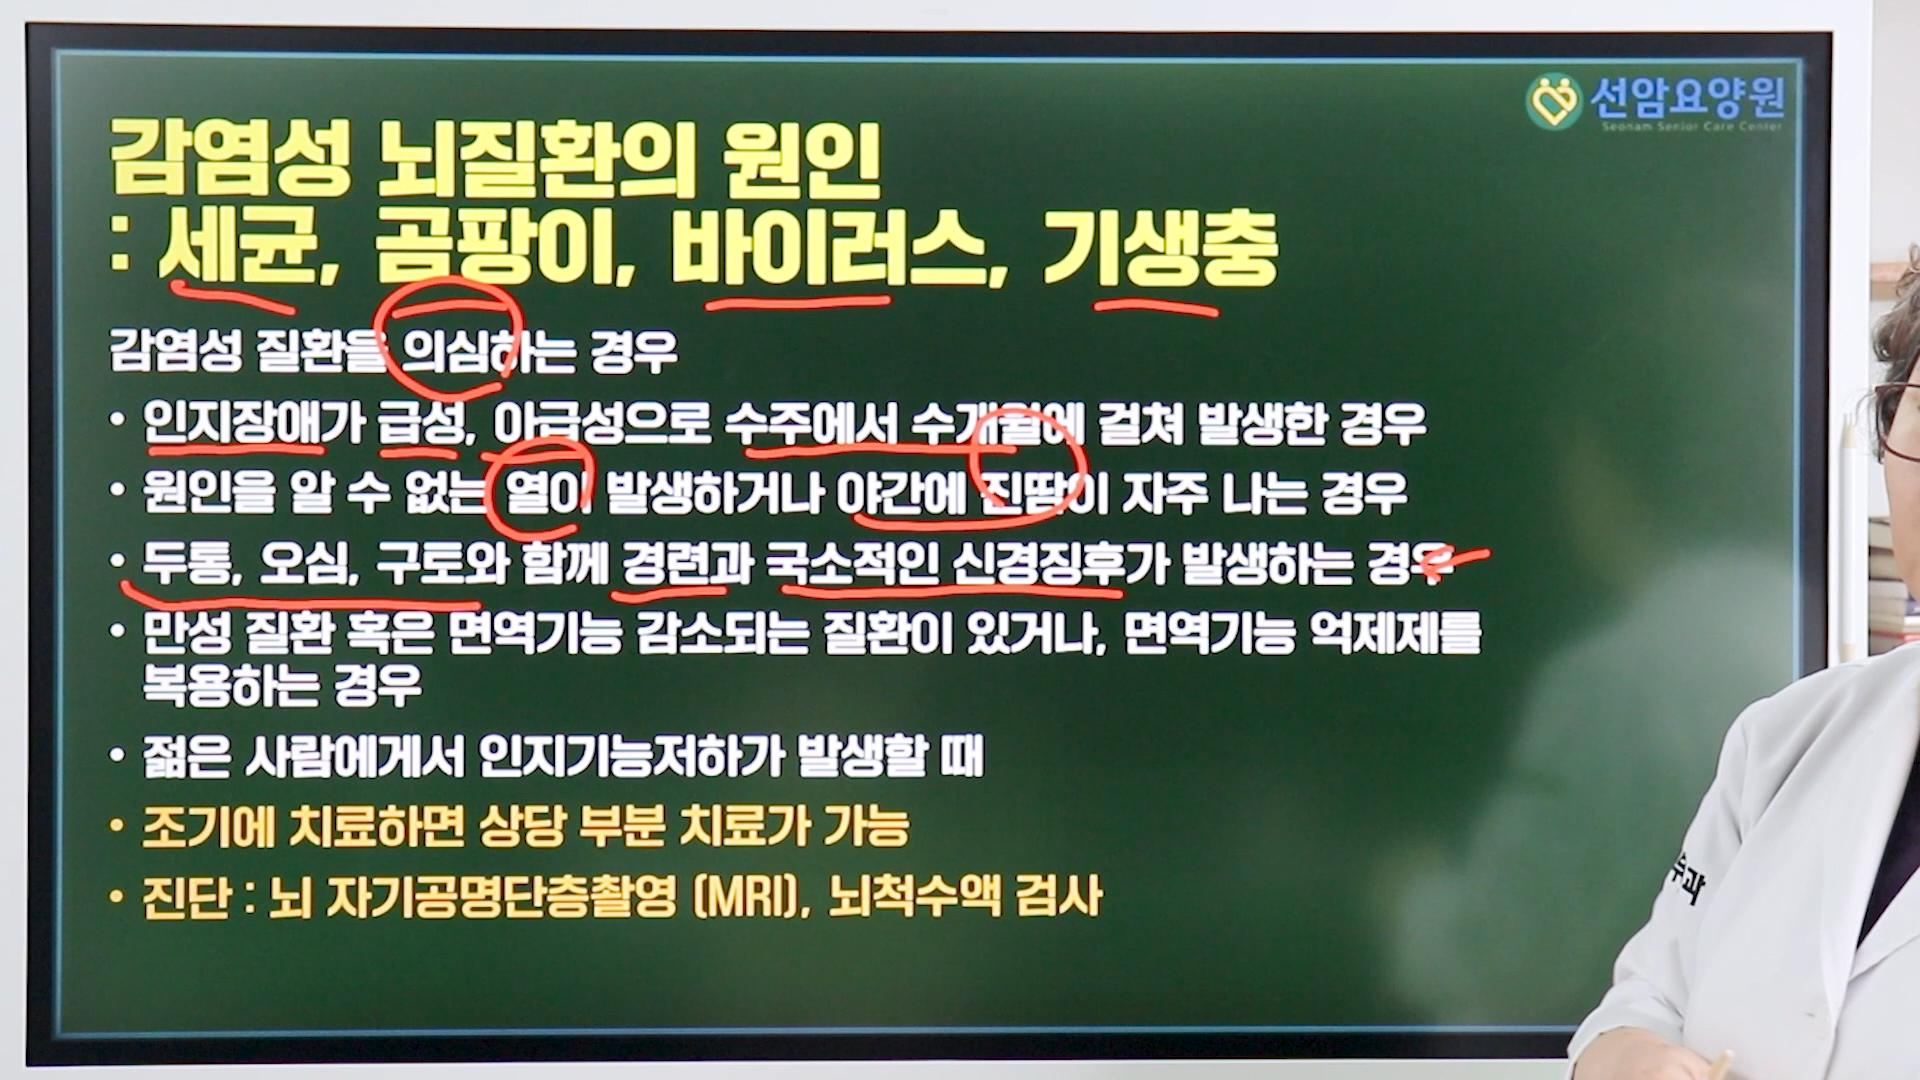 선암요양원
Seonam Senior Care Center
감염성 뇌질환의 원인
: 세균, 곰팡이, 바이러스, 기생충
감염성 질환을 의심하는 경우
• 인지장애가 급성, 아급성으로 수주에서 수개월에 걸쳐 발생한 경우
• 원인을 알 수 없는 열이 발생하거나 야간에 진땀이 자주 나는 경우
• 두통, 오심, 구토와 함께 경련과 국소적인 신경징후가 발생하는 경우
• 만성 질환 혹은 면역기능 감소되는 질환이 있거나, 면역기능 억제제를
복용하는 경우
• 젊은 사람에게서 인지기능저하가 발생할 때
• 조기에 치료하면 상당 부분 치료가 가능
• 진단 : 뇌 자기공명단층촬영 (MRI), 뇌척수액 검사